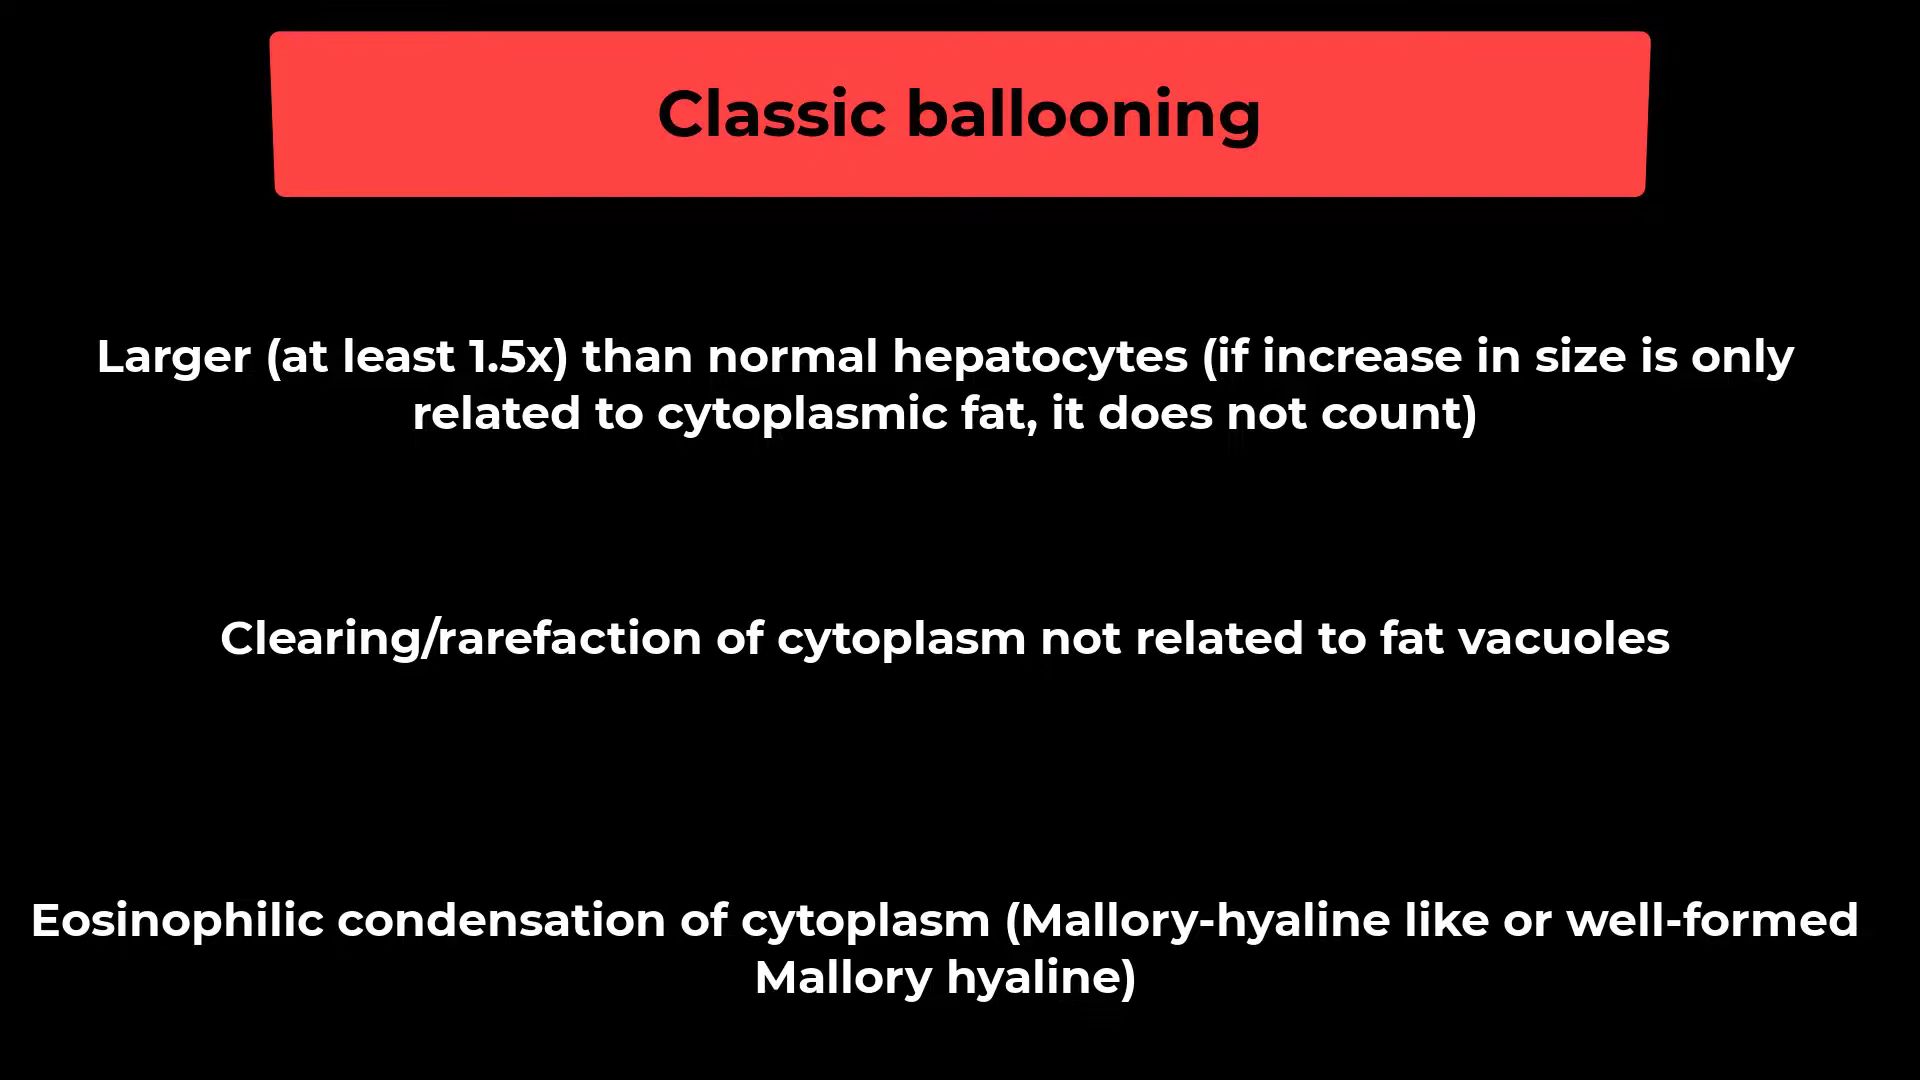 Classic ballooning
Larger (at least 1.5x) than normal hepatocytes (if increase in size is only
related to cytoplasmic fat, it does not count)
Clearing/rarefaction of cytoplasm not related to fat vacuoles
Eosinophilic condensation of cytoplasm (Mallory-hyaline like or well-formed
Mallory hyaline)